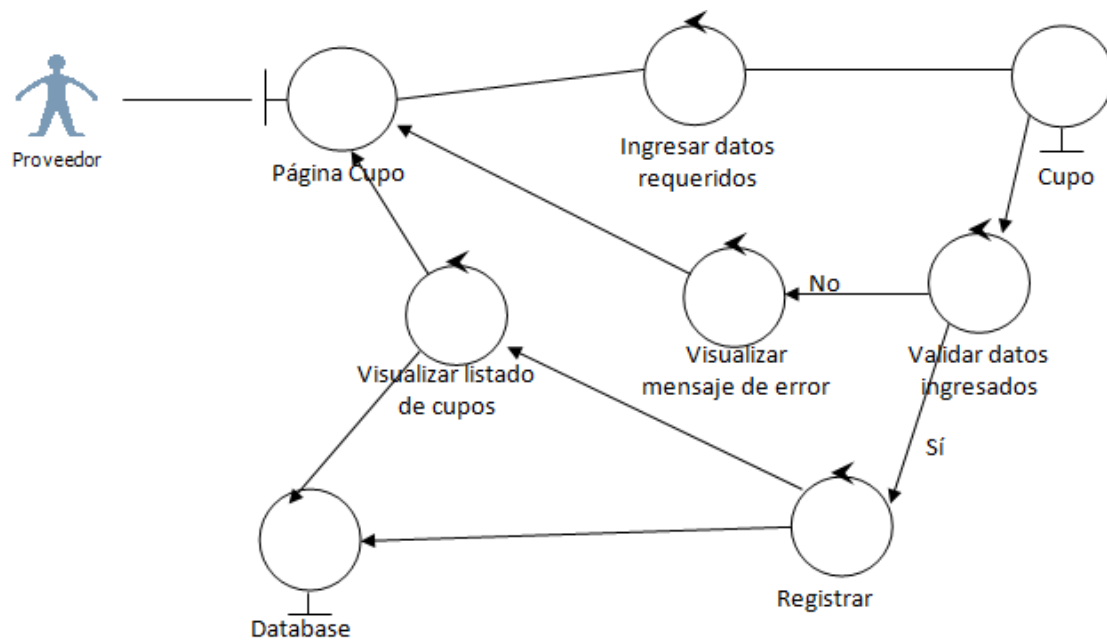 Proveedor
Página Cupo
Ingresar datos
requeridos
Cupo
No
Visualizar
mensaje de error
Validar datos
ingresados
Visualizar listado
de cupos
Sí
Registrar
Database